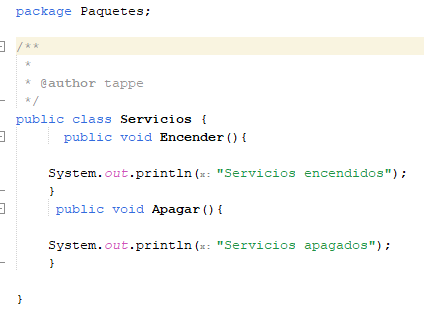 package Paquetes;
/**
*
* @author tappe
*/
public class Servicios {
public void Encender(){
System.out.println(x: "Servicios encendidos");
}
public void Apagar(){
System.out.println(x: "Servicios apagados");
}
}